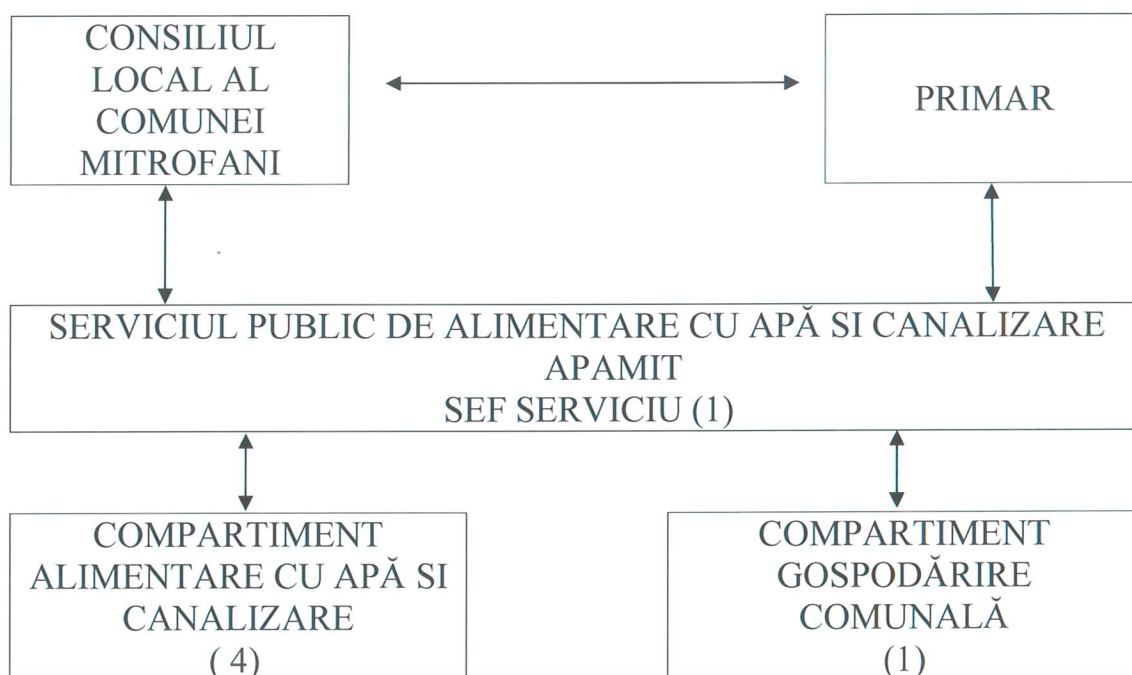 CONSILIUL
LOCAL AL
COMUNEI
MITROFANI
PRIMAR
SERVICIUL PUBLIC DE ALIMENTARE CU APĂ SI CANALIZARE
APAMIT
SEF SERVICIU (1)
COMPARTIMENT
ALIMENTARE CU APĂ SI
CANALIZARE
( 4)
COMPARTIMENT
GOSPODĂRIRE
COMUNALĂ
(1)